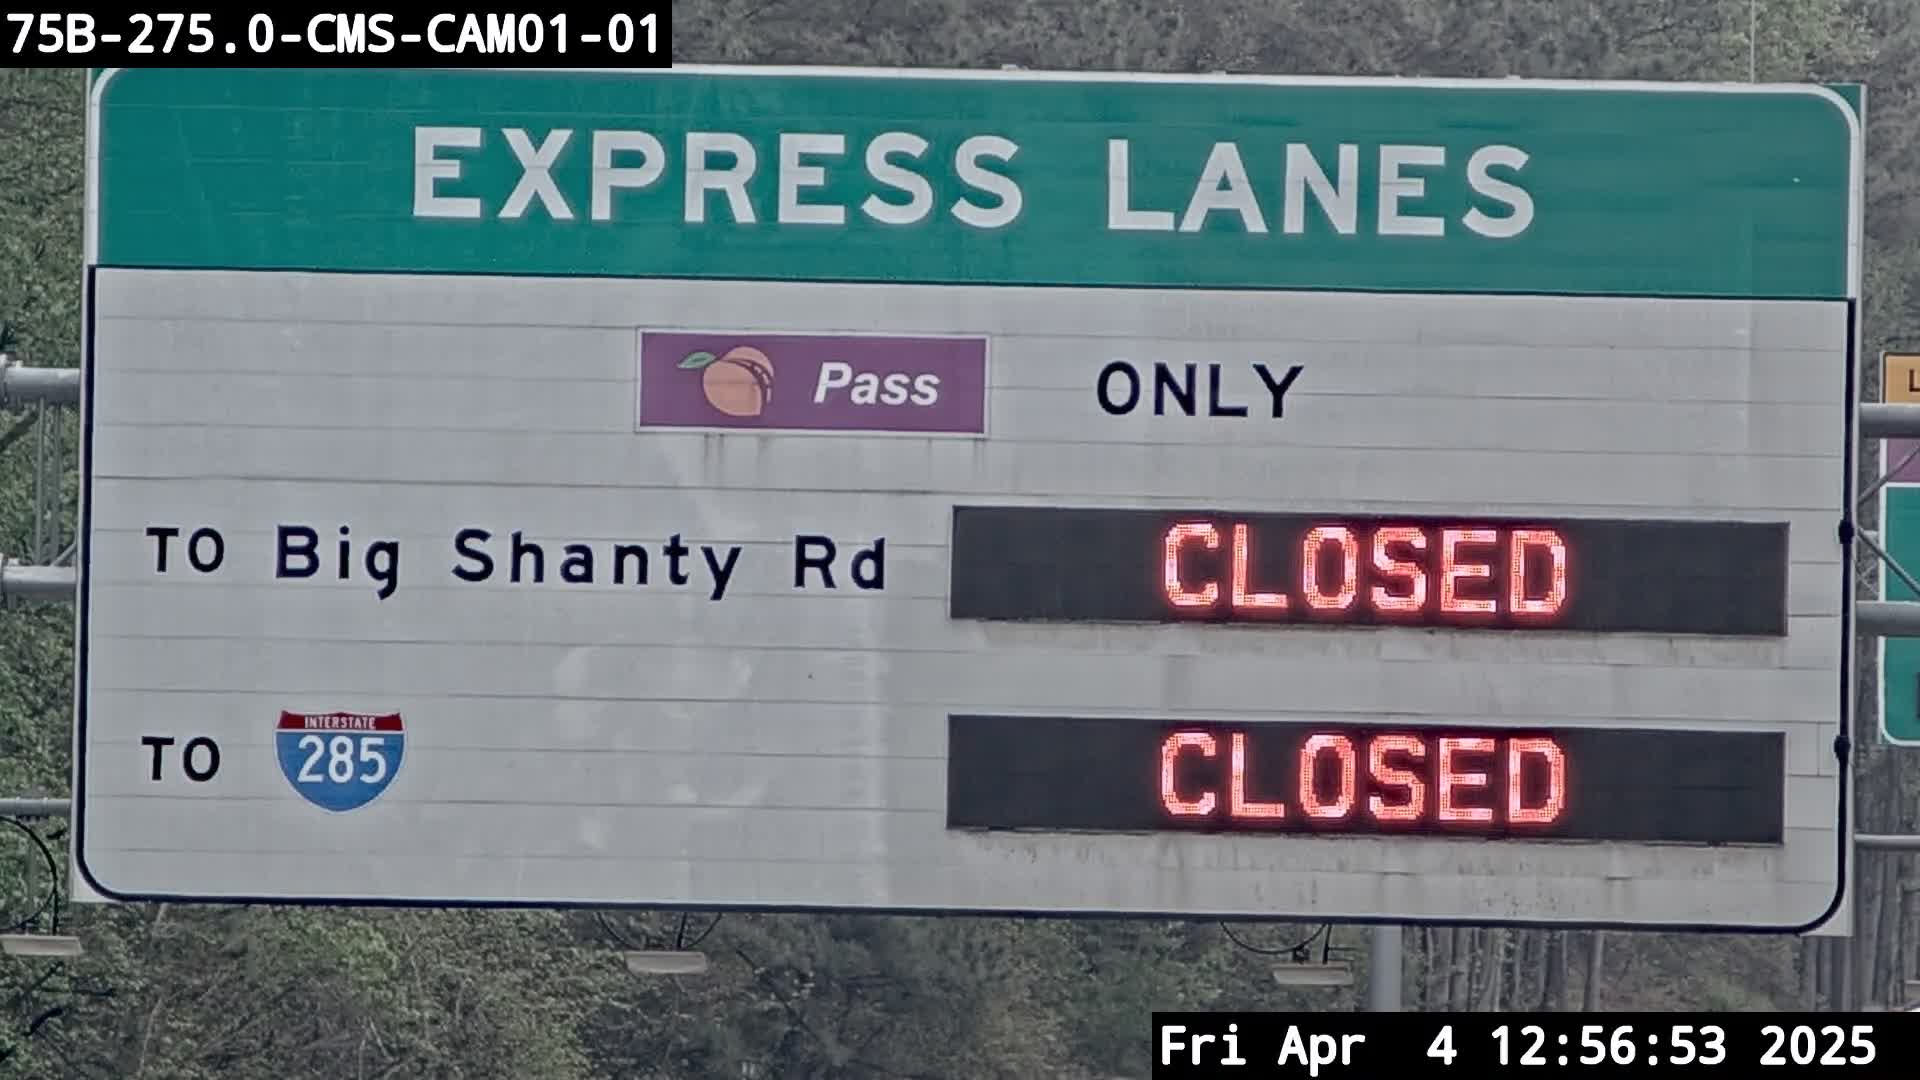 75B-275.0-CMS-CAM01-01
EXPRESS LANES
Pass ONLY
TO Big Shanty Rd CLOSED
TO INTERSTATE 285 CLOSED
Fri Apr 4 12:56:53 2025